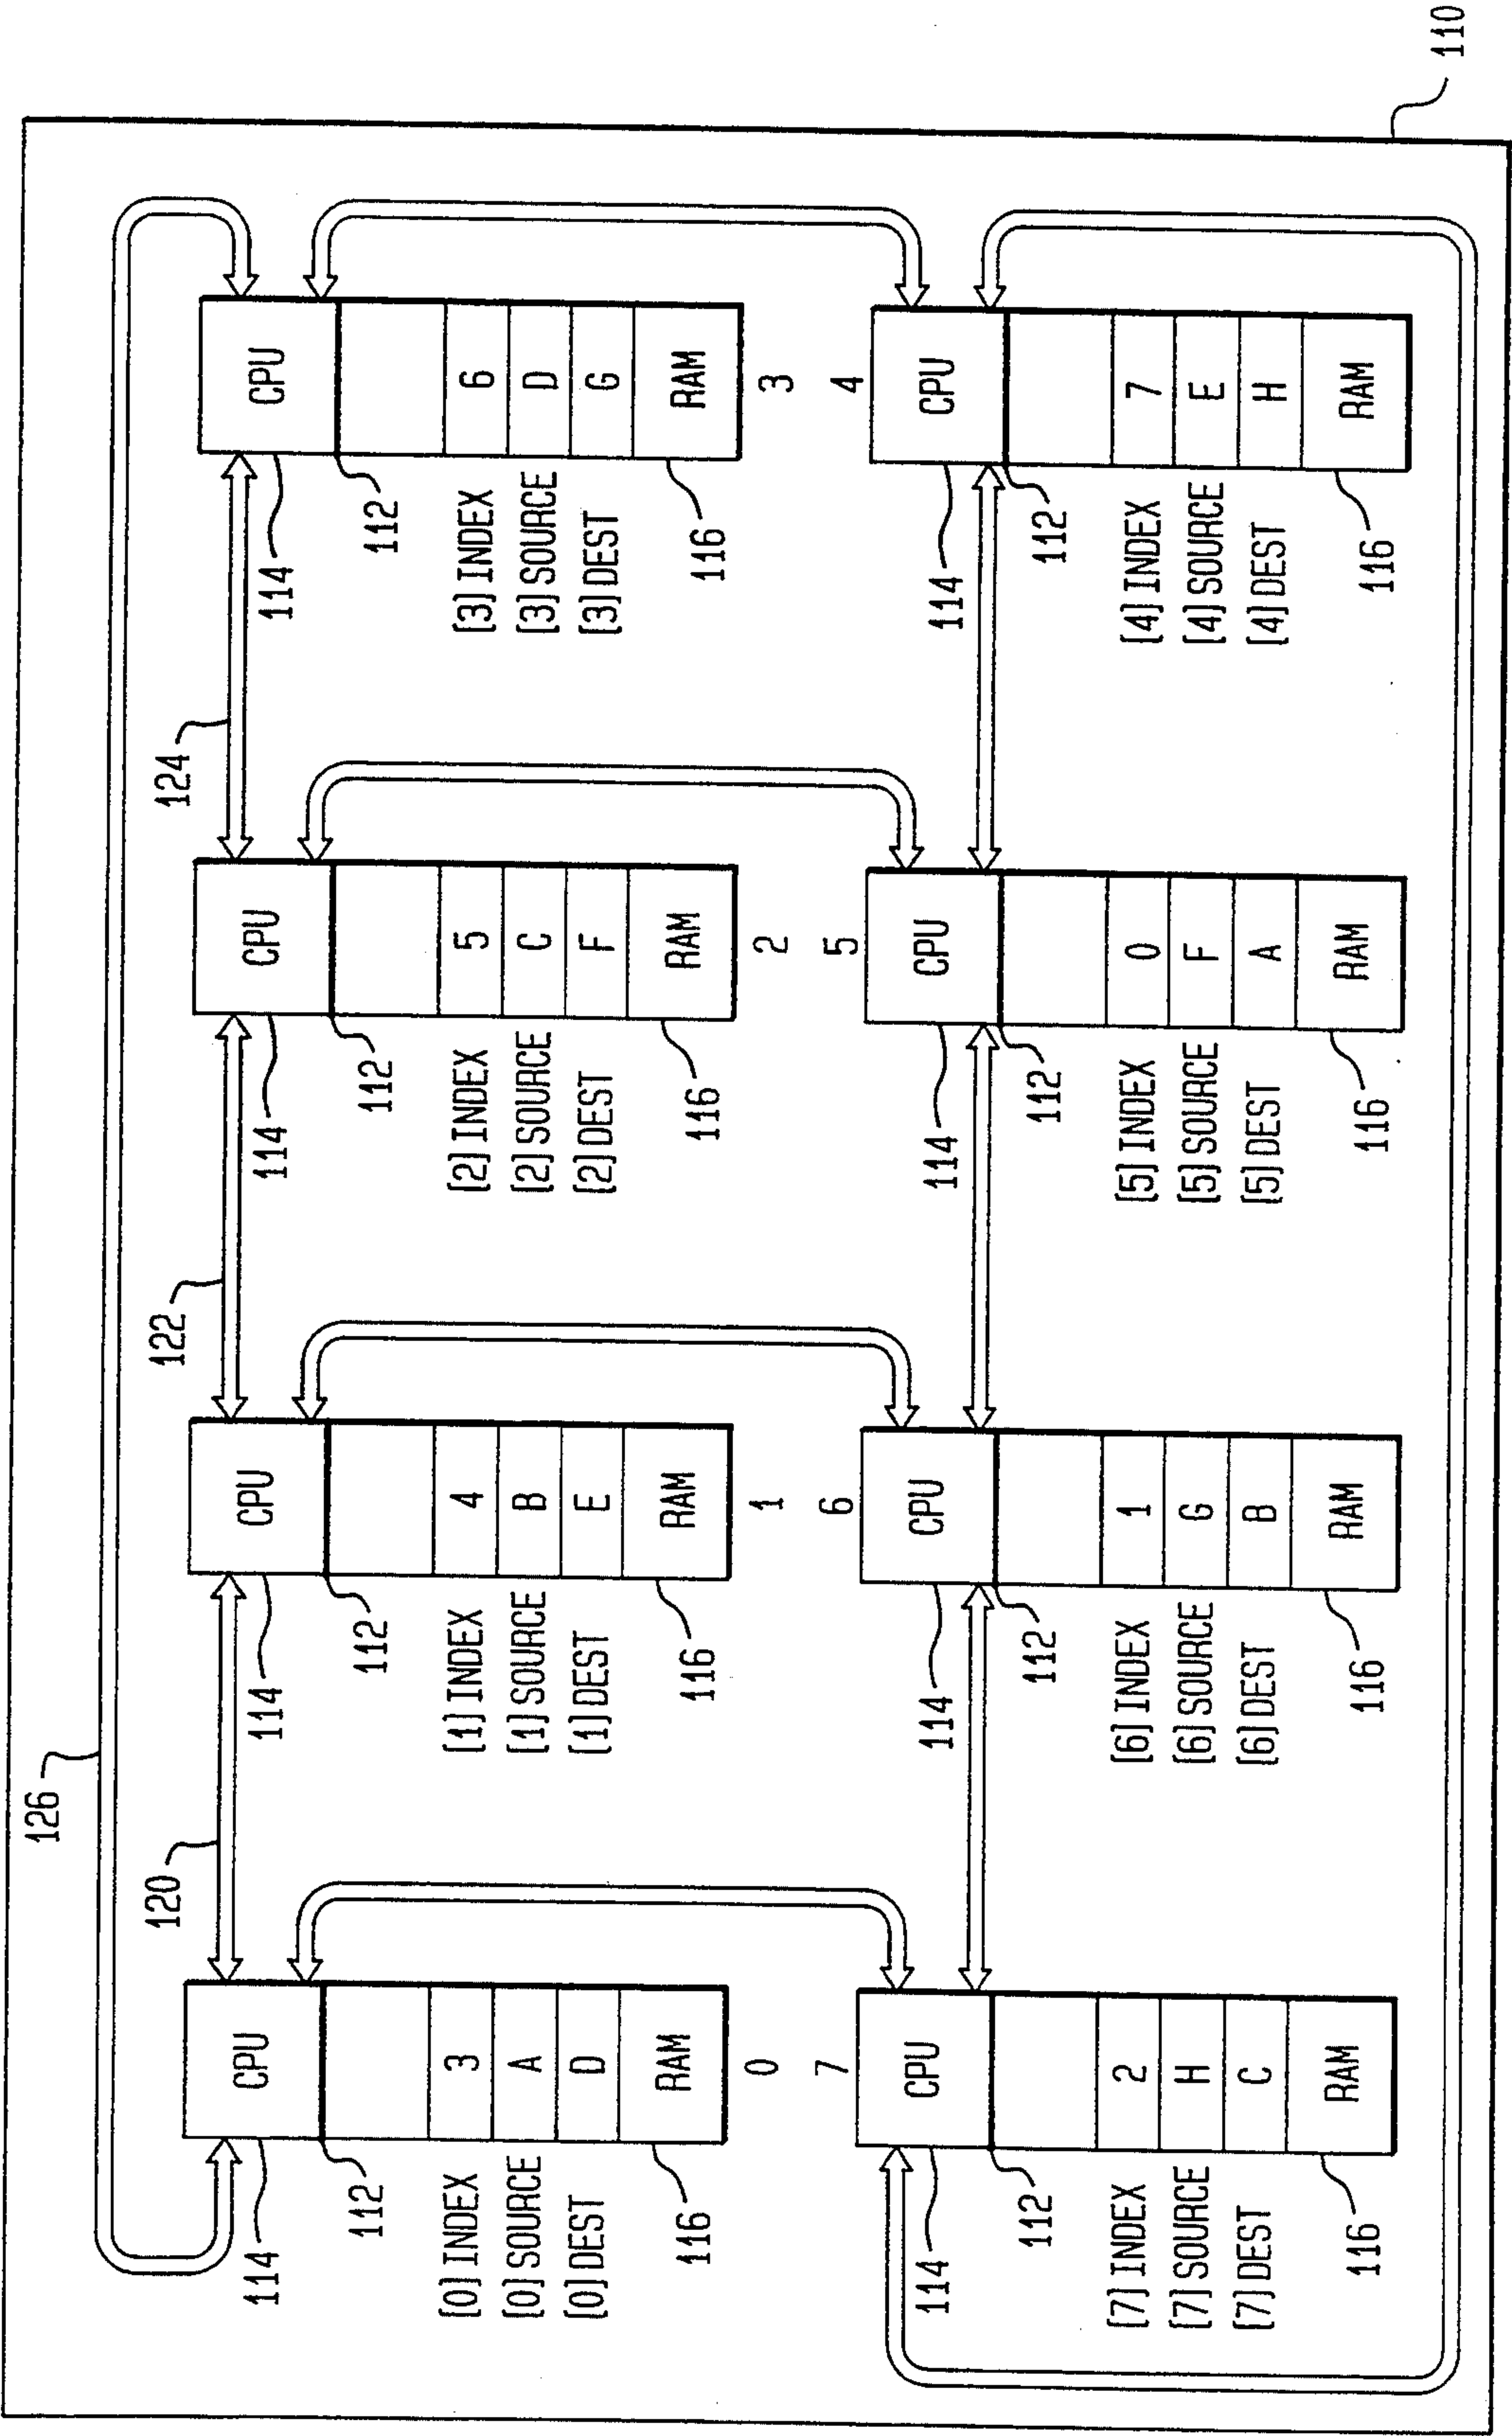 110
126
120
122
124
CPU
114
112
[0] INDEX 3
[0] SOURCE A
[0] DEST D
RAM
116
0
CPU
114
112
[1] INDEX 4
[1] SOURCE B
[1] DEST E
RAM
116
1
CPU
114
112
[2] INDEX 5
[2] SOURCE C
[2] DEST F
RAM
116
2
CPU
114
112
[3] INDEX 6
[3] SOURCE D
[3] DEST G
RAM
116
3
7
CPU
114
112
[7] INDEX 2
[7] SOURCE H
[7] DEST C
RAM
116
6
CPU
114
112
[6] INDEX 1
[6] SOURCE G
[6] DEST B
RAM
116
5
CPU
114
112
[5] INDEX 0
[5] SOURCE F
[5] DEST A
RAM
116
4
CPU
114
112
[4] INDEX 7
[4] SOURCE E
[4] DEST H
RAM
116